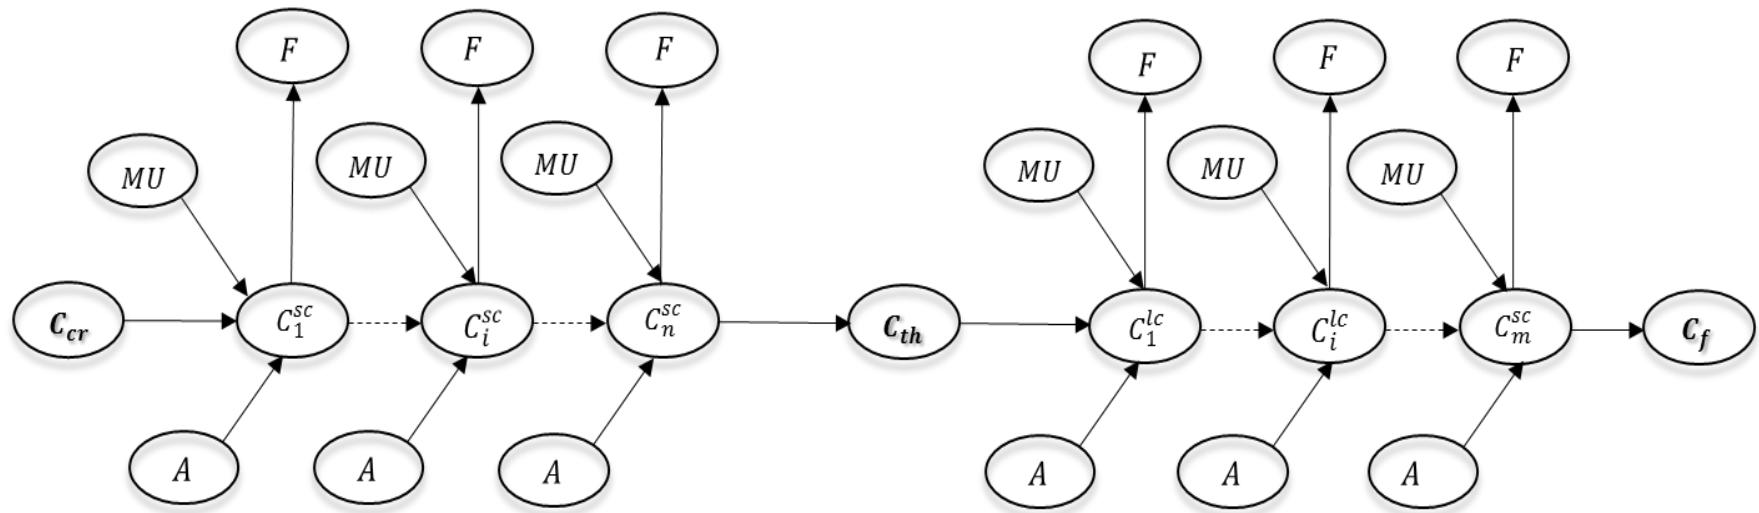 F F F F F F
MU MU MU MU MU MU
C_cr C_1^sc C_i^sc C_n^sc C_th C_1^lc C_i^lc C_m^sc C_f
A A A A A A